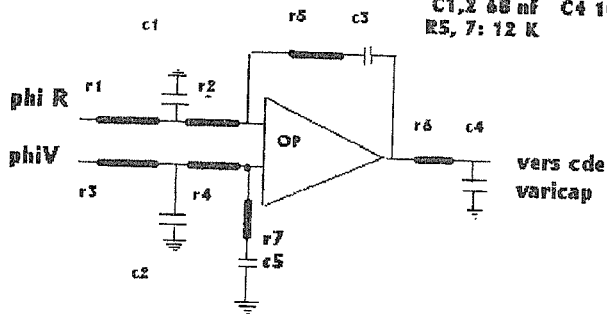 C1,2 68 nf C4
R5, 7: 12 K
c1
r5
c3
phi R
r1
r2
OP
r6
c4
phiV
r3
r4
vers cde
varicap
r7
c5
c2